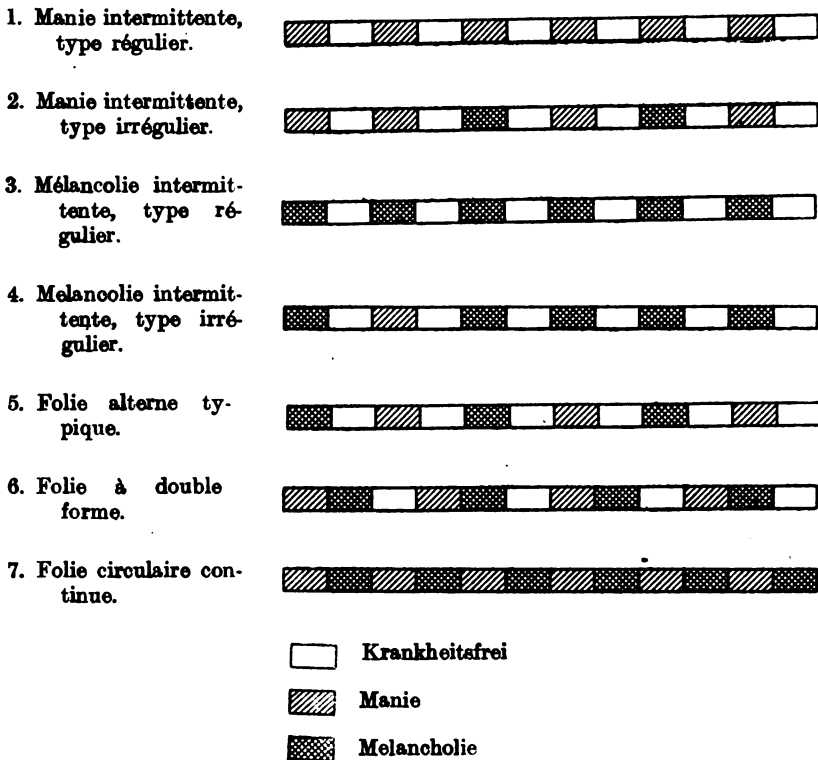 1. Manie intermittente,
type régulier.
2. Manie intermittente,
type irrégulier.
3. Mélancolie intermit-
tente, type ré-
gulier.
4. Melancolie intermit-
tente, type irré-
gulier.
5. Folie alterne ty-
pique.
6. Folie à double
forme.
7. Folie circulaire con-
tinue.
Krankheitsfrei
Manie
Melancholie